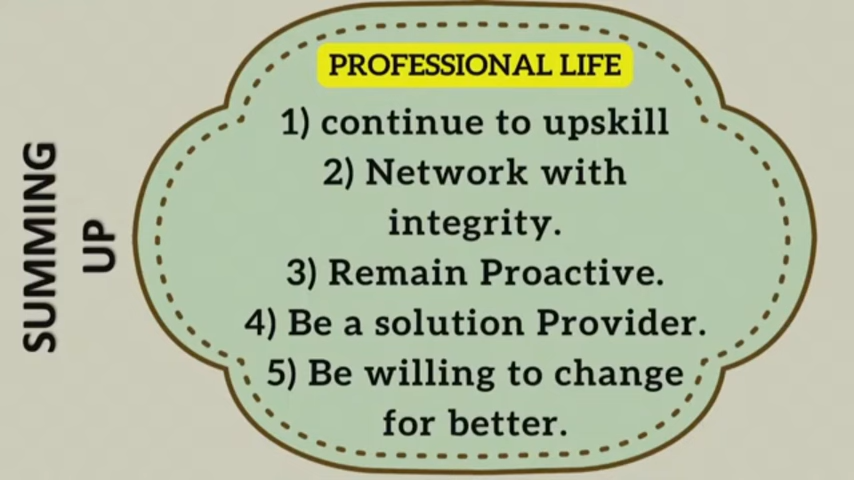 SUMMING
UP
PROFESSIONAL LIFE
1) continue to upskill
2) Network with
integrity.
3) Remain Proactive.
4) Be a solution Provider.
5) Be willing to change
for better.